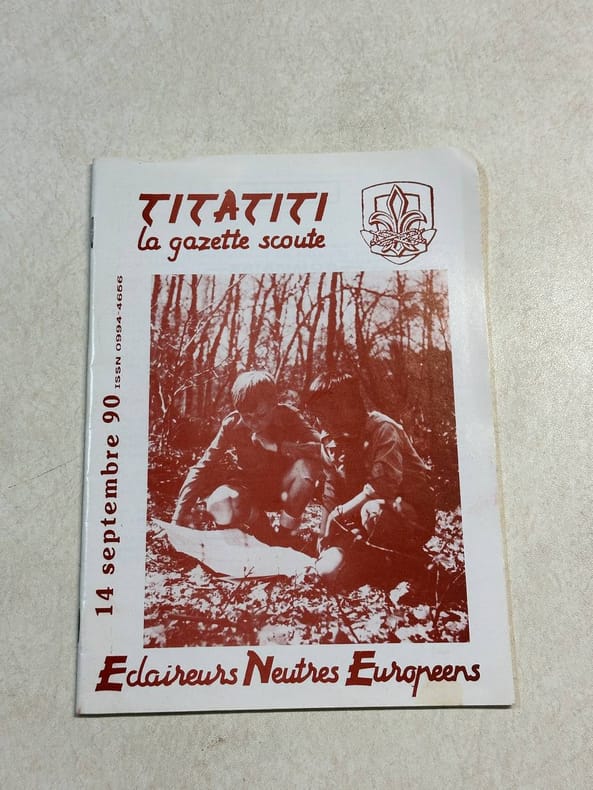 TITATITI
la gazette scoute
14 septembre 90 ISSN 0994-4656
Eclaireurs Neutres Europeens